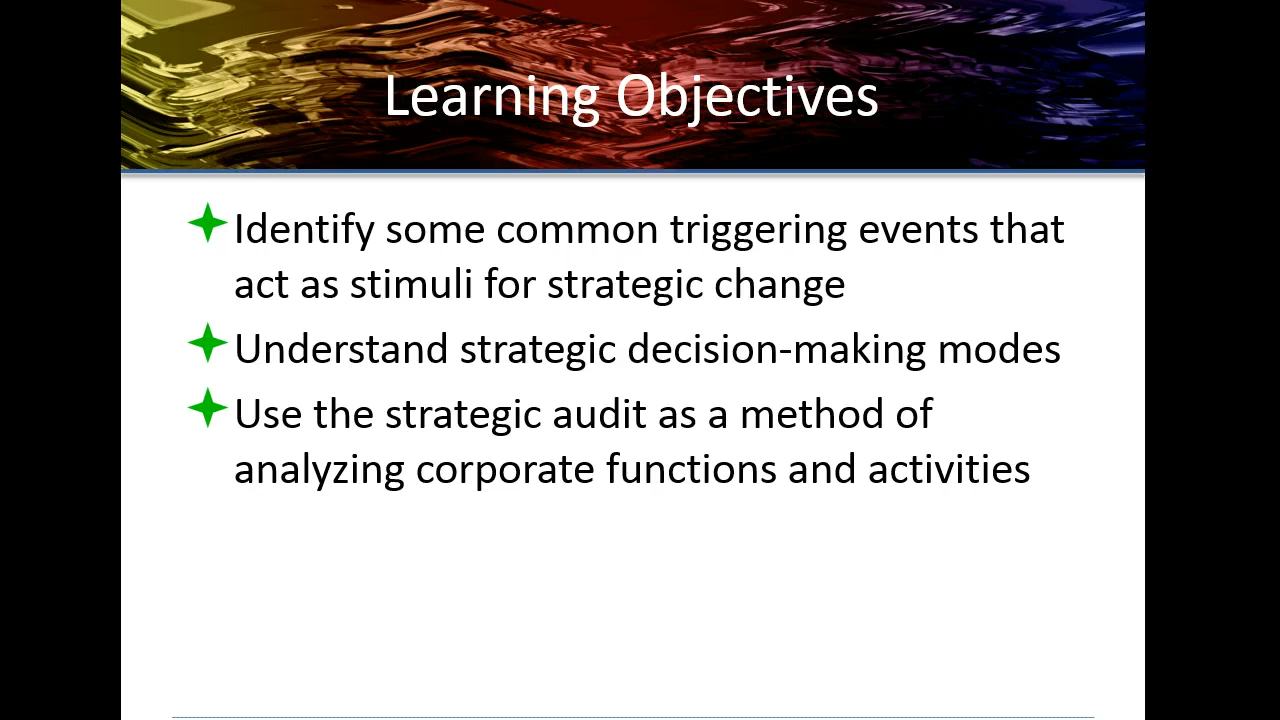 Learning Objectives
Identify some common triggering events that
act as stimuli for strategic change
Understand strategic decision-making modes
Use the strategic audit as a method of
analyzing corporate functions and activities